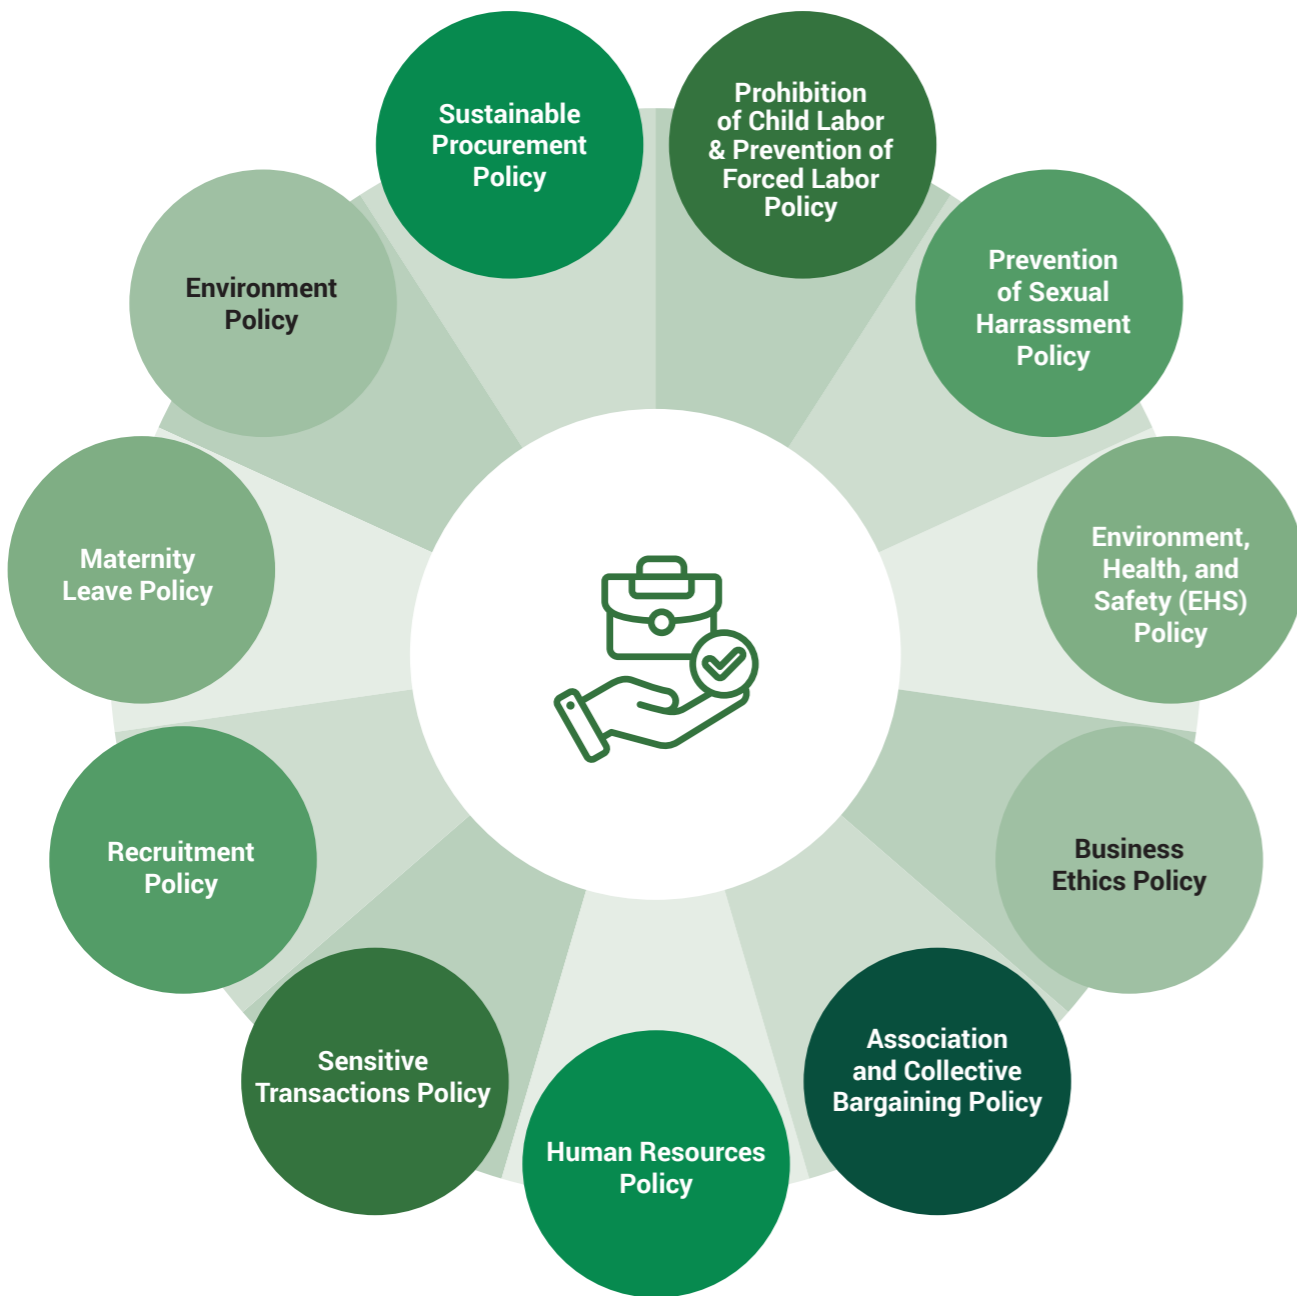 Sustainable
Procurement
Policy
Prohibition
of Child Labor
& Prevention of
Forced Labor
Policy
Prevention
of Sexual
Harrassment
Policy
Environment,
Health, and
Safety (EHS)
Policy
Business
Ethics Policy
Association
and Collective
Bargaining Policy
Human Resources
Policy
Sensitive
Transactions Policy
Recruitment
Policy
Maternity
Leave Policy
Environment
Policy